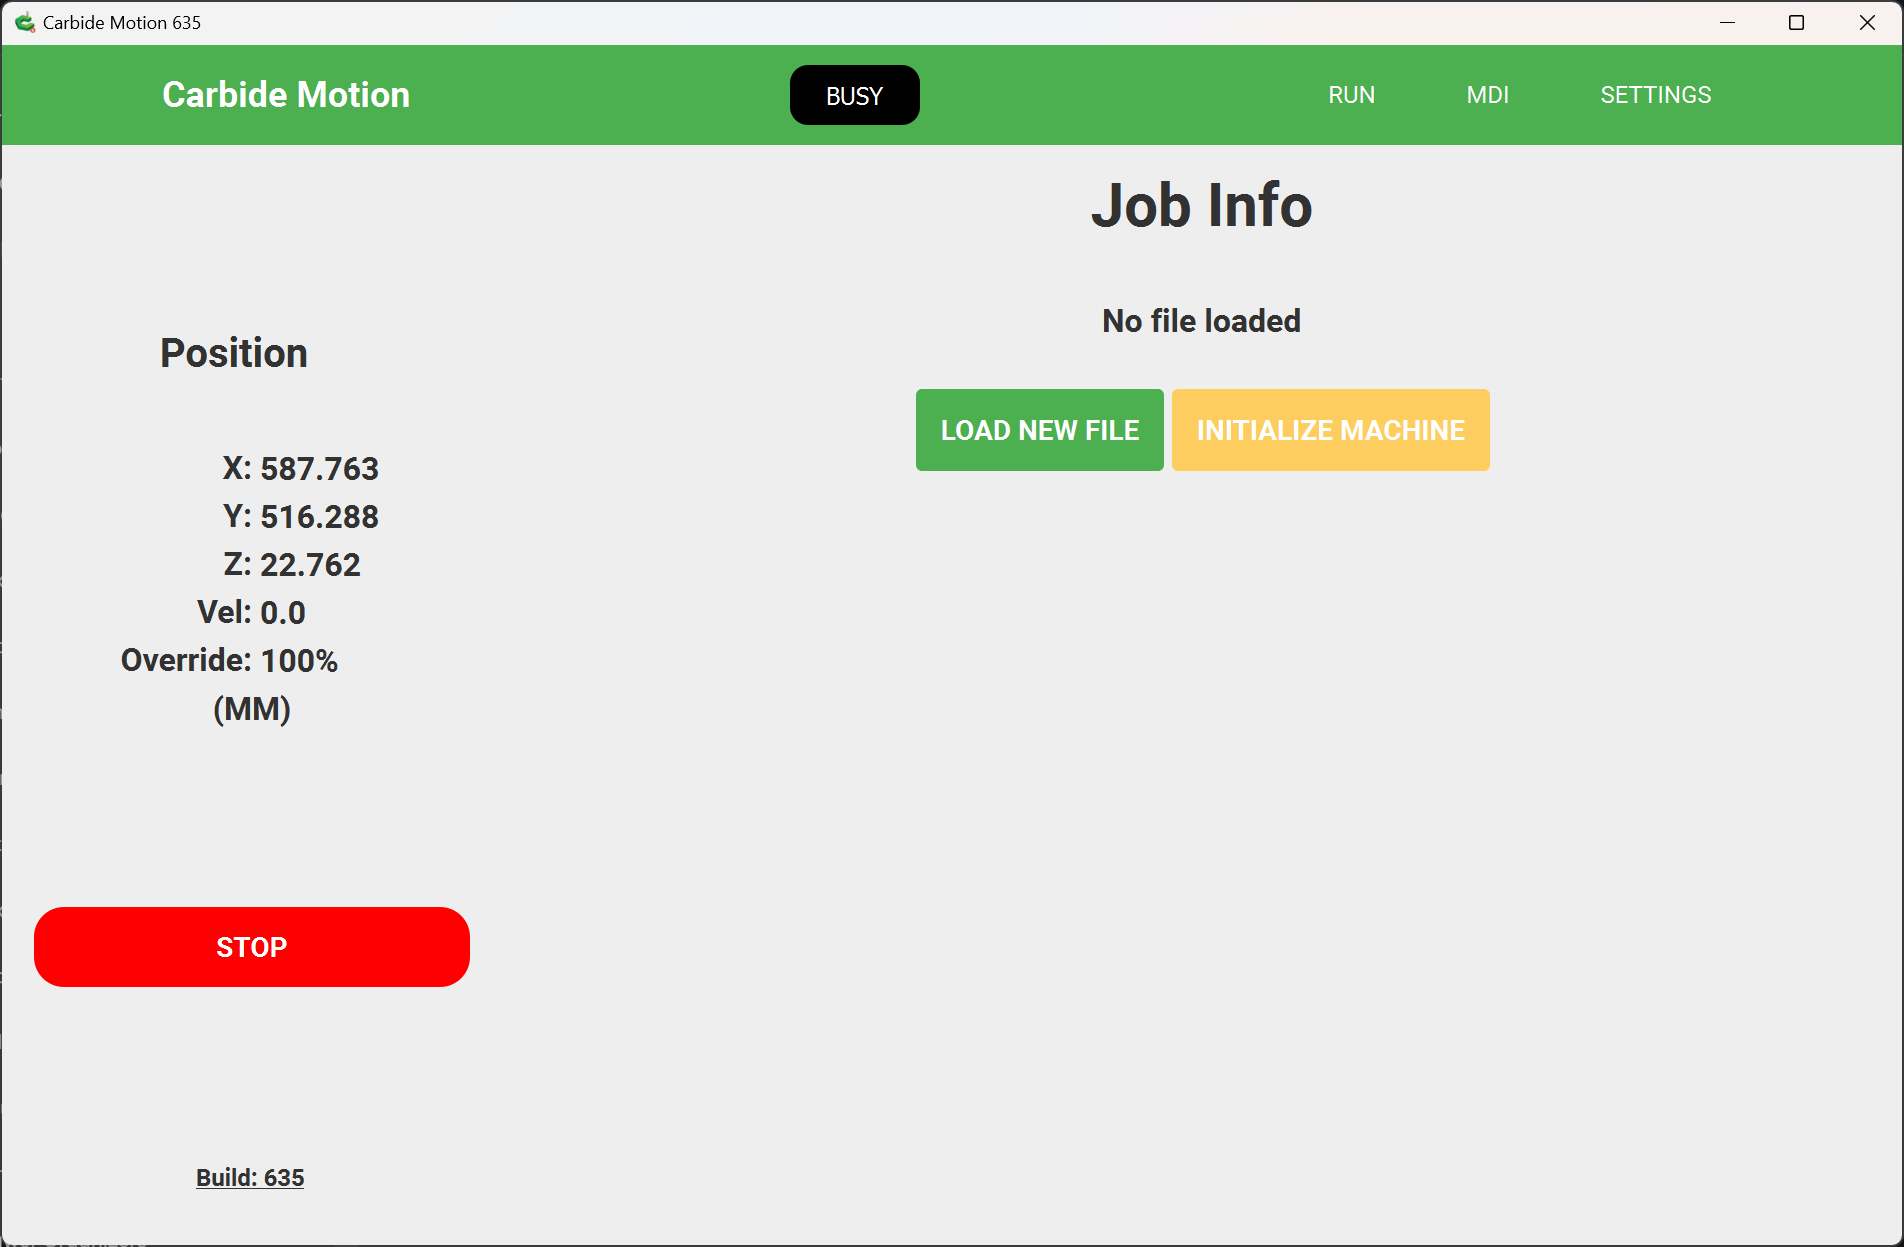 Carbide Motion 635
Carbide Motion
BUSY
RUN
MDI
SETTINGS
Job Info
No file loaded
LOAD NEW FILE
INITIALIZE MACHINE
Position
X: 587.763
Y: 516.288
Z: 22.762
Vel: 0.0
Override: 100%
(MM)
STOP
Build: 635